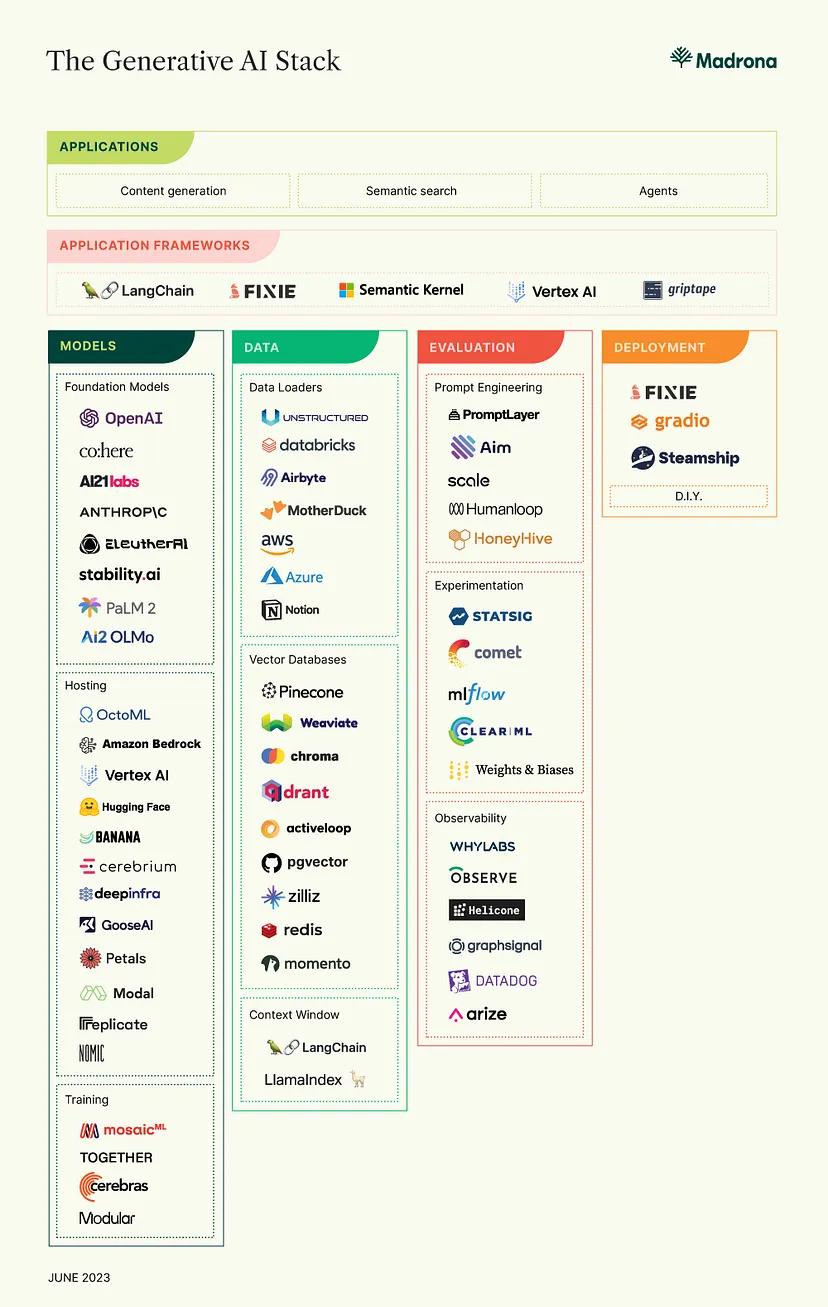 The Generative AI Stack
Madrona
APPLICATIONS
Content generation
Semantic search
Agents
APPLICATION FRAMEWORKS
LangChain
FIXIE
Semantic Kernel
Vertex AI
griptape
MODELS
Foundation Models
OpenAI
co:here
AI21labs
ANTHROP\C
EleutherAI
stability.ai
PaLM 2
Ai2 OLMo
Hosting
OctoML
Amazon Bedrock
Vertex AI
Hugging Face
BANANA
cerebrium
deepinfra
GooseAI
Petals
Modal
replicate
NOMIC
Training
mosaicML
TOGETHER
cerebras
Modular
DATA
Data Loaders
UNSTRUCTURED
databricks
Airbyte
MotherDuck
aws
Azure
Notion
Vector Databases
Pinecone
Weaviate
chroma
qdrant
activeloop
pgvector
zilliz
redis
momento
Context Window
LangChain
LlamaIndex
EVALUATION
Prompt Engineering
PromptLayer
Aim
scale
Humanloop
HoneyHive
Experimentation
STATSIG
comet
mlflow
CLEAR|ML
Weights & Biases
Observability
WHYLABS
OBSERVE
Helicone
graphsignal
DATADOG
arize
DEPLOYMENT
FIXIE
gradio
Steamship
D.I.Y.
JUNE 2023